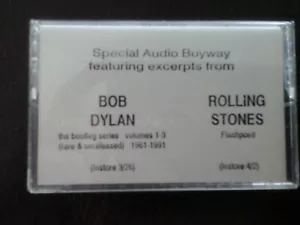 Special Audio Buyway
featuring excerpts from
BOB
DYLAN
the bootleg series volumes 1-3
(rare & unreleased) 1961-1991
(Instore 3/26)
ROLLING
STONES
Flashpoint
(Instore 4/2)